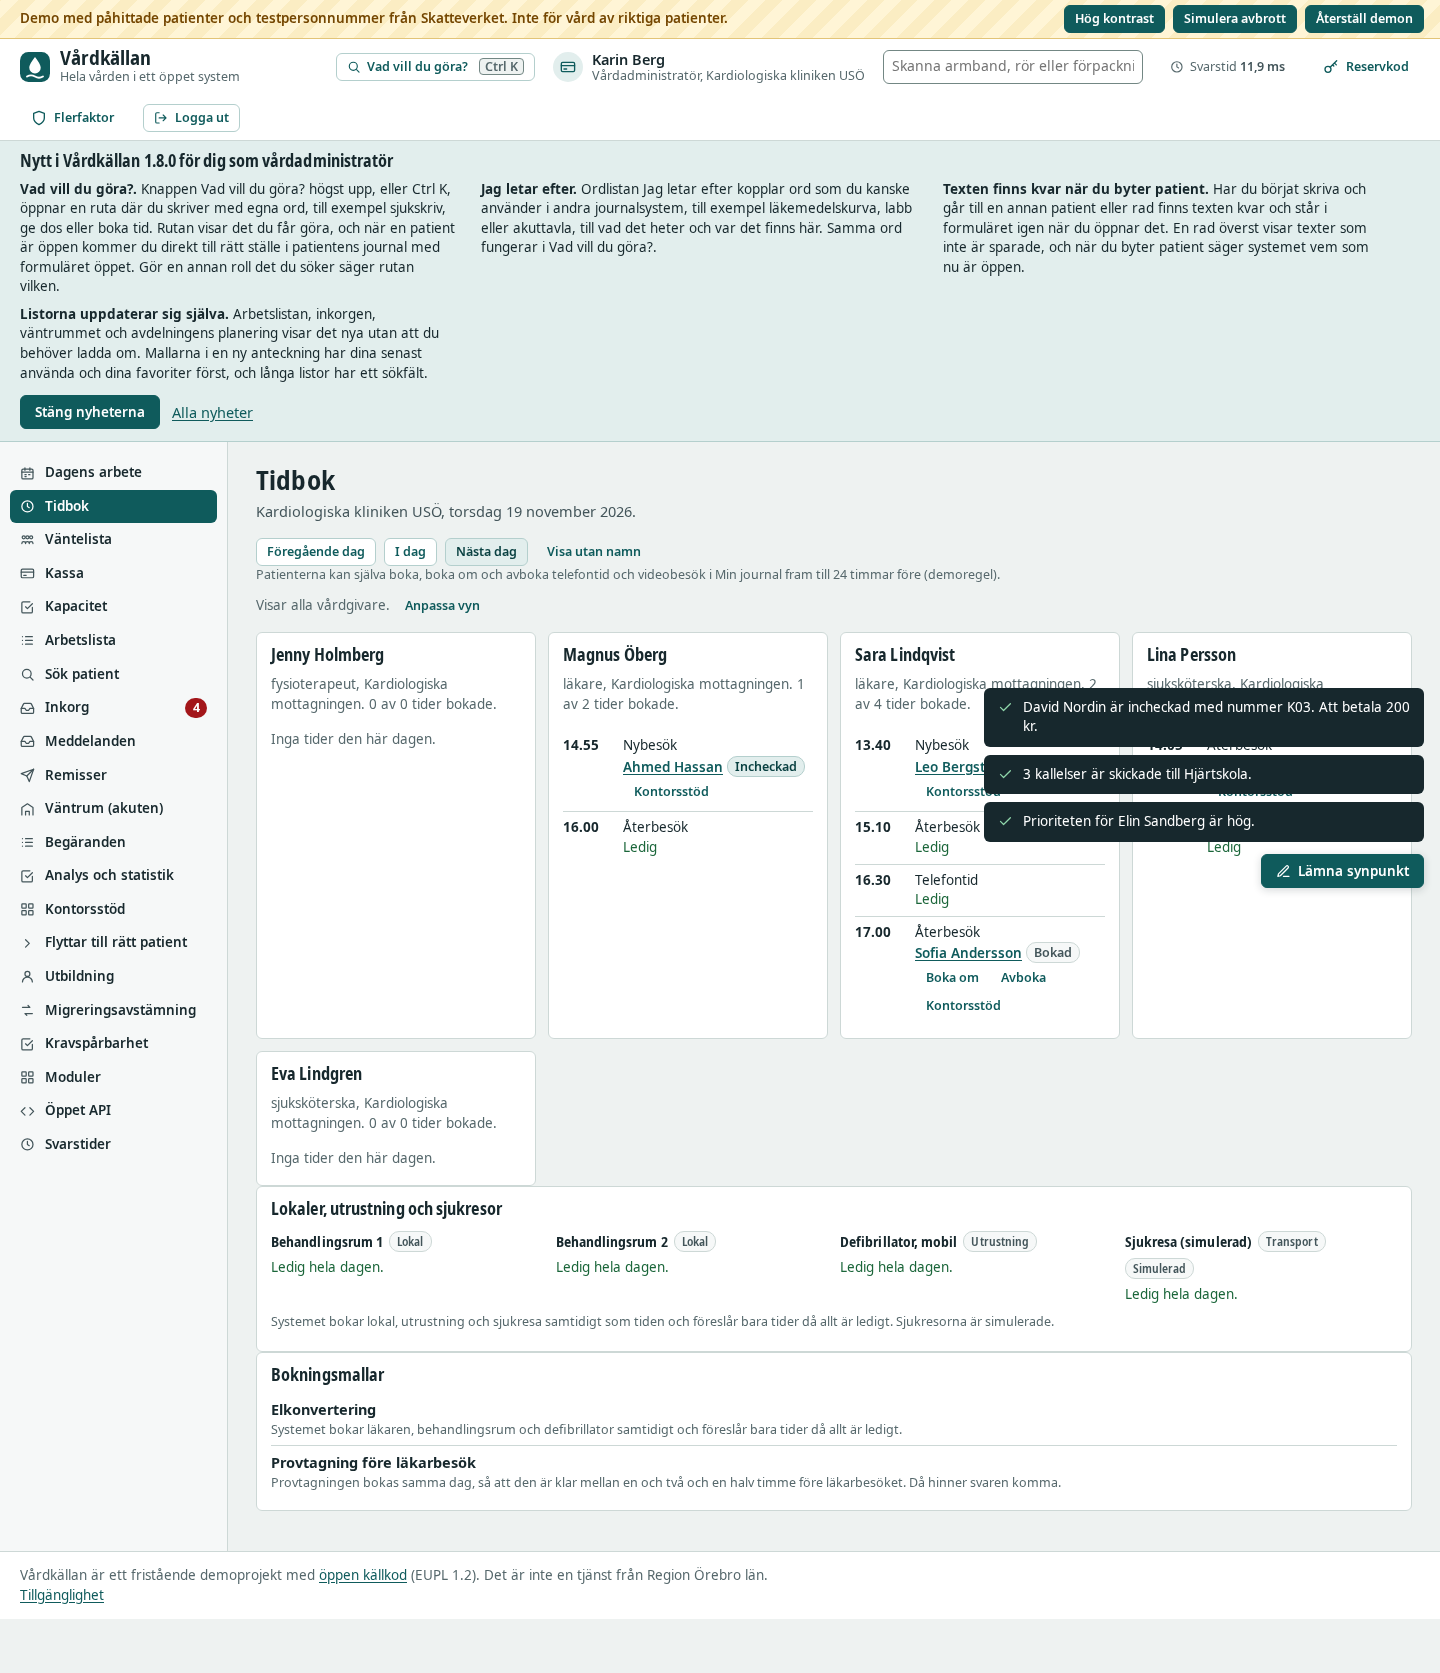 Demo med påhittade patienter och testpersonnummer från Skatteverket. Inte för vård av riktiga patienter.
Hög kontrast
Simulera avbrott
Återställ demon
Vårdkällan
Hela vården i ett öppet system
Vad vill du göra? Ctrl K
Karin Berg
Vårdadministratör, Kardiologiska kliniken USÖ
Skanna armband, rör eller förpackni
Svarstid 11,9 ms
Reservkod
Flerfaktor
Logga ut
Nytt i Vårdkällan 1.8.0 för dig som vårdadministratör
Vad vill du göra?. Knappen Vad vill du göra? högst upp, eller Ctrl K,
öppnar en ruta där du skriver med egna ord, till exempel sjukskriv,
ge dos eller boka tid. Rutan visar det du får göra, och när en patient
är öppen kommer du direkt till rätt ställe i patientens journal med
formuläret öppet. Gör en annan roll det du söker säger rutan
vilken.
Jag letar efter. Ordlistan Jag letar efter kopplar ord som du kanske
använder i andra journalsystem, till exempel läkemedelskurva, labb
eller akuttavla, till vad det heter och var det finns här. Samma ord
fungerar i Vad vill du göra?.
Texten finns kvar när du byter patient. Har du börjat skriva och
går till en annan patient eller rad finns texten kvar och står i
formuläret igen när du öppnar det. En rad överst visar texter som
inte är sparade, och när du byter patient säger systemet vem som
nu är öppen.
Listorna uppdaterar sig själva. Arbetslistan, inkorgen,
väntrummet och avdelningens planering visar det nya utan att du
behöver ladda om. Mallarna i en ny anteckning har dina senast
använda och dina favoriter först, och långa listor har ett sökfält.
Stäng nyheterna
Alla nyheter
Dagens arbete
Tidbok
Väntelista
Kassa
Kapacitet
Arbetslista
Sök patient
Inkorg 4
Meddelanden
Remisser
Väntrum (akuten)
Begäranden
Analys och statistik
Kontorsstöd
Flyttar till rätt patient
Utbildning
Migreringsavstämning
Kravspårbarhet
Moduler
Öppet API
Svarstider
Tidbok
Kardiologiska kliniken USÖ, torsdag 19 november 2026.
Föregående dag
I dag
Nästa dag
Visa utan namn
Patienterna kan själva boka, boka om och avboka telefontid och videobesök i Min journal fram till 24 timmar före (demoregel).
Visar alla vårdgivare. Anpassa vyn
Jenny Holmberg
fysioterapeut, Kardiologiska
mottagningen. 0 av 0 tider bokade.
Inga tider den här dagen.
Magnus Öberg
läkare, Kardiologiska mottagningen. 1
av 2 tider bokade.
14.55 Nybesök
Ahmed Hassan Incheckad
Kontorsstöd
16.00 Återbesök
Ledig
Sara Lindqvist
läkare, Kardiologiska mottagningen. 2
av 4 tider bokade.
13.40 Nybesök
Leo Bergst
Kontorsstöd
15.10 Återbesök
Ledig
16.30 Telefontid
Ledig
17.00 Återbesök
Sofia Andersson Bokad
Boka om Avboka
Kontorsstöd
Lina Persson
sjuksköterska, Kardiologiska
Ledig
David Nordin är incheckad med nummer K03. Att betala 200
kr.
3 kallelser är skickade till Hjärtskola.
Prioriteten för Elin Sandberg är hög.
Lämna synpunkt
Eva Lindgren
sjuksköterska, Kardiologiska
mottagningen. 0 av 0 tider bokade.
Inga tider den här dagen.
Lokaler, utrustning och sjukresor
Behandlingsrum 1 Lokal
Ledig hela dagen.
Behandlingsrum 2 Lokal
Ledig hela dagen.
Defibrillator, mobil Utrustning
Ledig hela dagen.
Sjukresa (simulerad) Transport
Simulerad
Ledig hela dagen.
Systemet bokar lokal, utrustning och sjukresa samtidigt som tiden och föreslår bara tider då allt är ledigt. Sjukresorna är simulerade.
Bokningsmallar
Elkonvertering
Systemet bokar läkaren, behandlingsrum och defibrillator samtidigt och föreslår bara tider då allt är ledigt.
Provtagning före läkarbesök
Provtagningen bokas samma dag, så att den är klar mellan en och två och en halv timme före läkarbesöket. Då hinner svaren komma.
Vårdkällan är ett fristående demoprojekt med öppen källkod (EUPL 1.2). Det är inte en tjänst från Region Örebro län.
Tillgänglighet